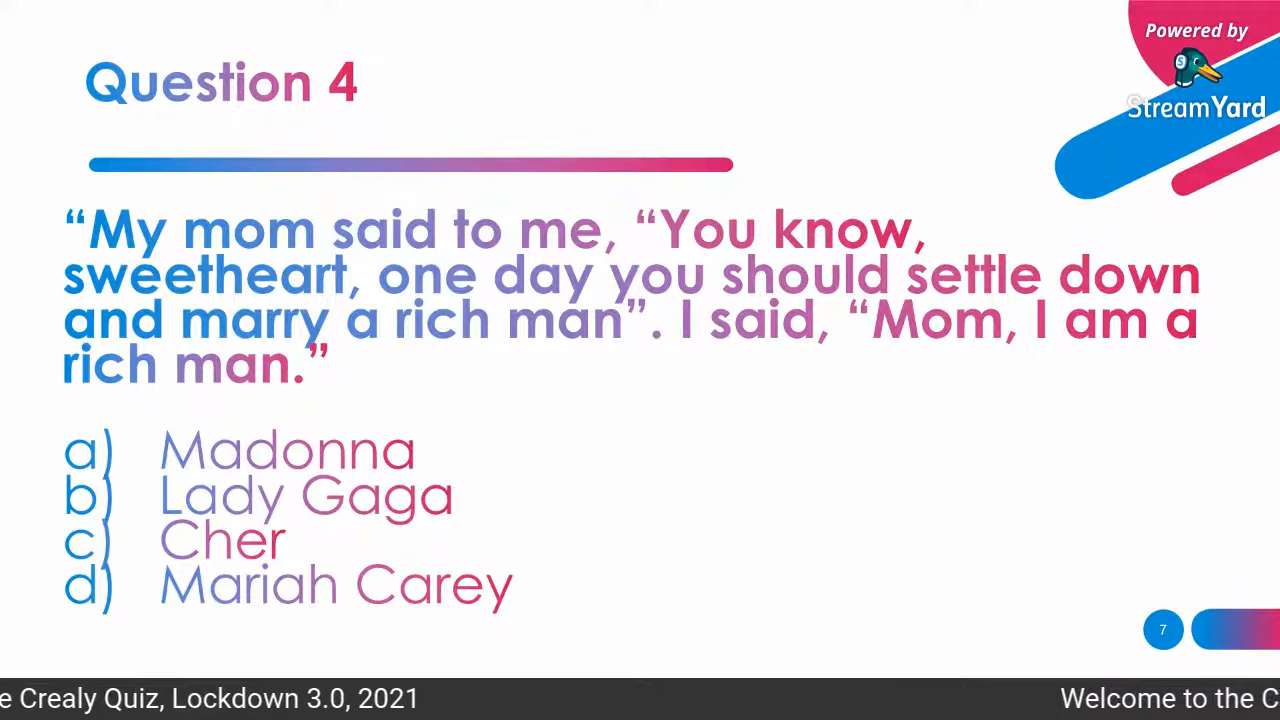 Powered by
StreamYard
Question 4
“My mom said to me, “You know,
sweetheart, one day you should settle down
and marry a rich man”. I said, “Mom, I am a
rich man.”
a) Madonna
b) Lady Gaga
c) Cher
d) Mariah Carey
7
e Crealy Quiz, Lockdown 3.0, 2021
Welcome to the C